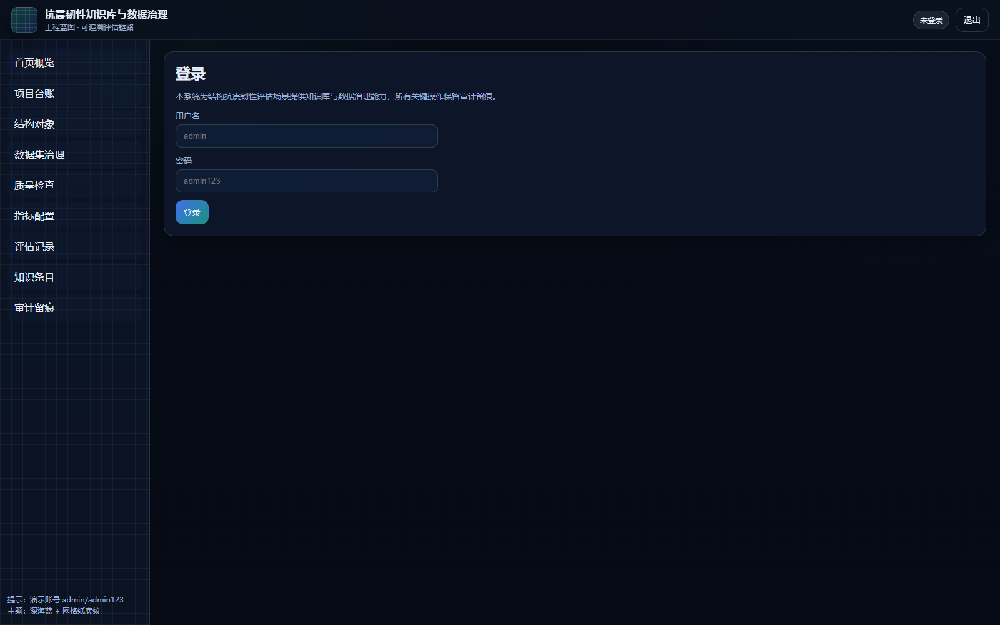 抗震韧性知识库与数据治理
工程蓝图 · 可追溯评估链路
未登录
退出
首页概览
项目台账
结构对象
数据集治理
质量检查
指标配置
评估记录
知识条目
审计留痕
登录
本系统为结构抗震韧性评估场景提供知识库与数据治理能力，所有关键操作保留审计留痕。
用户名
admin
密码
admin123
登录
提示：演示账号 admin/admin123
主题：深海蓝 + 网格纸底纹